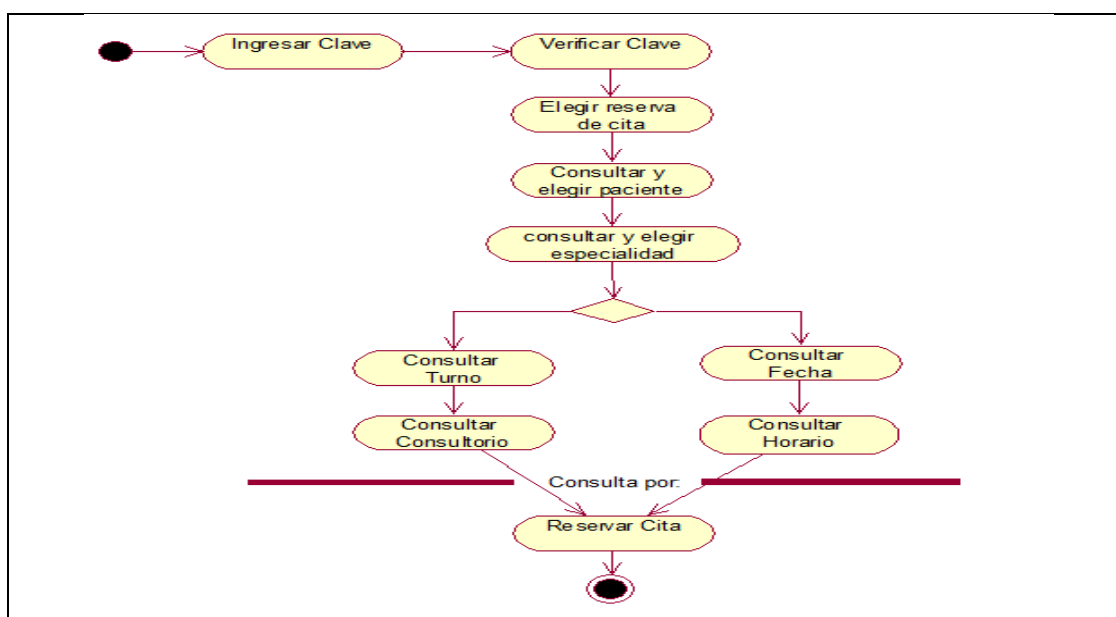 Ingresar Clave
Verificar Clave
Elegir reserva
de cita
Consultar y
elegir paciente
consultar y elegir
especialidad
Consultar
Turno
Consultar
Fecha
Consultar
Consultorio
Consultar
Horario
Consulta por:
Reservar Cita